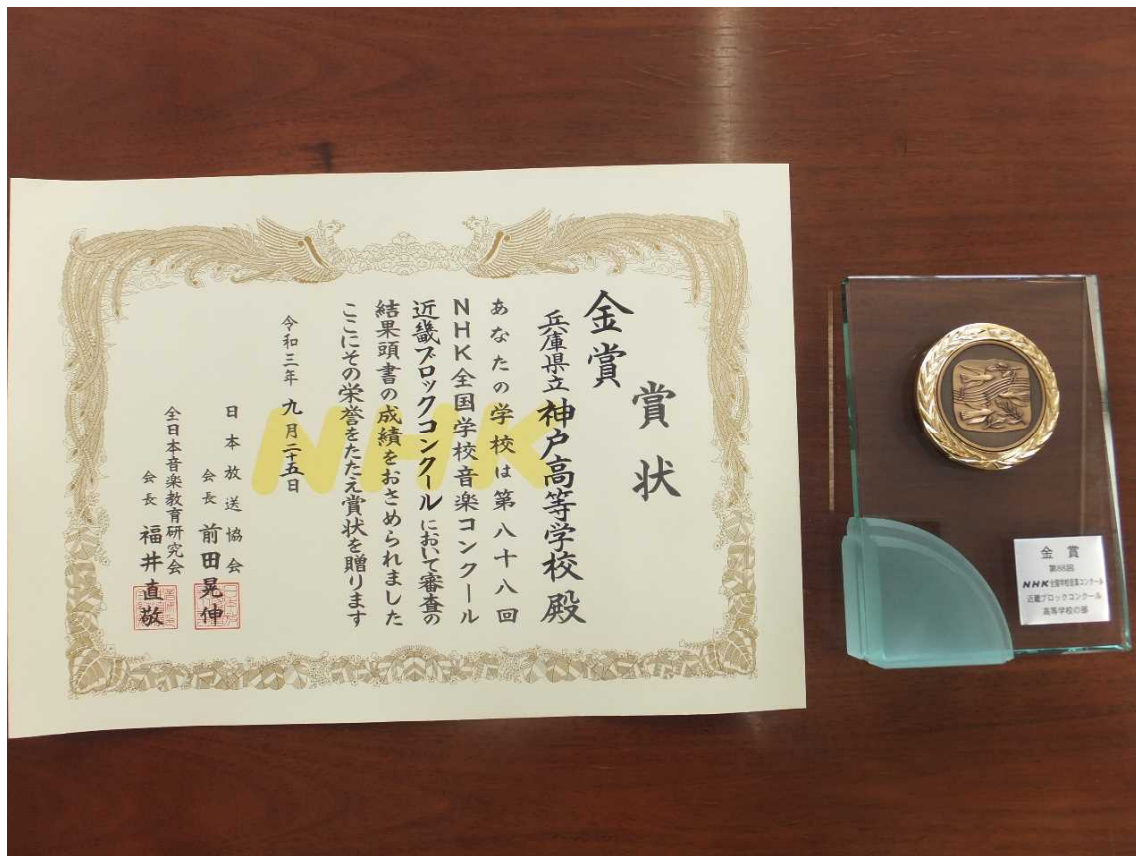 賞状
金賞
兵庫県立神戸高等学校殿
あなたの学校は第八十八回
NHK全国学校音楽コンクール
近畿ブロックコンクールにおいて審査の
結果頭書の成績をおさめられました
ここにその栄誉をたたえ賞状を贈ります
令和三年 九月二十五日
日本放送協会
会長 前田晃伸
全日本音楽教育研究会
会長 福井直敬
NHK
金賞
第88回
NHK全国学校音楽コンクール
近畿ブロックコンクール
高等学校の部